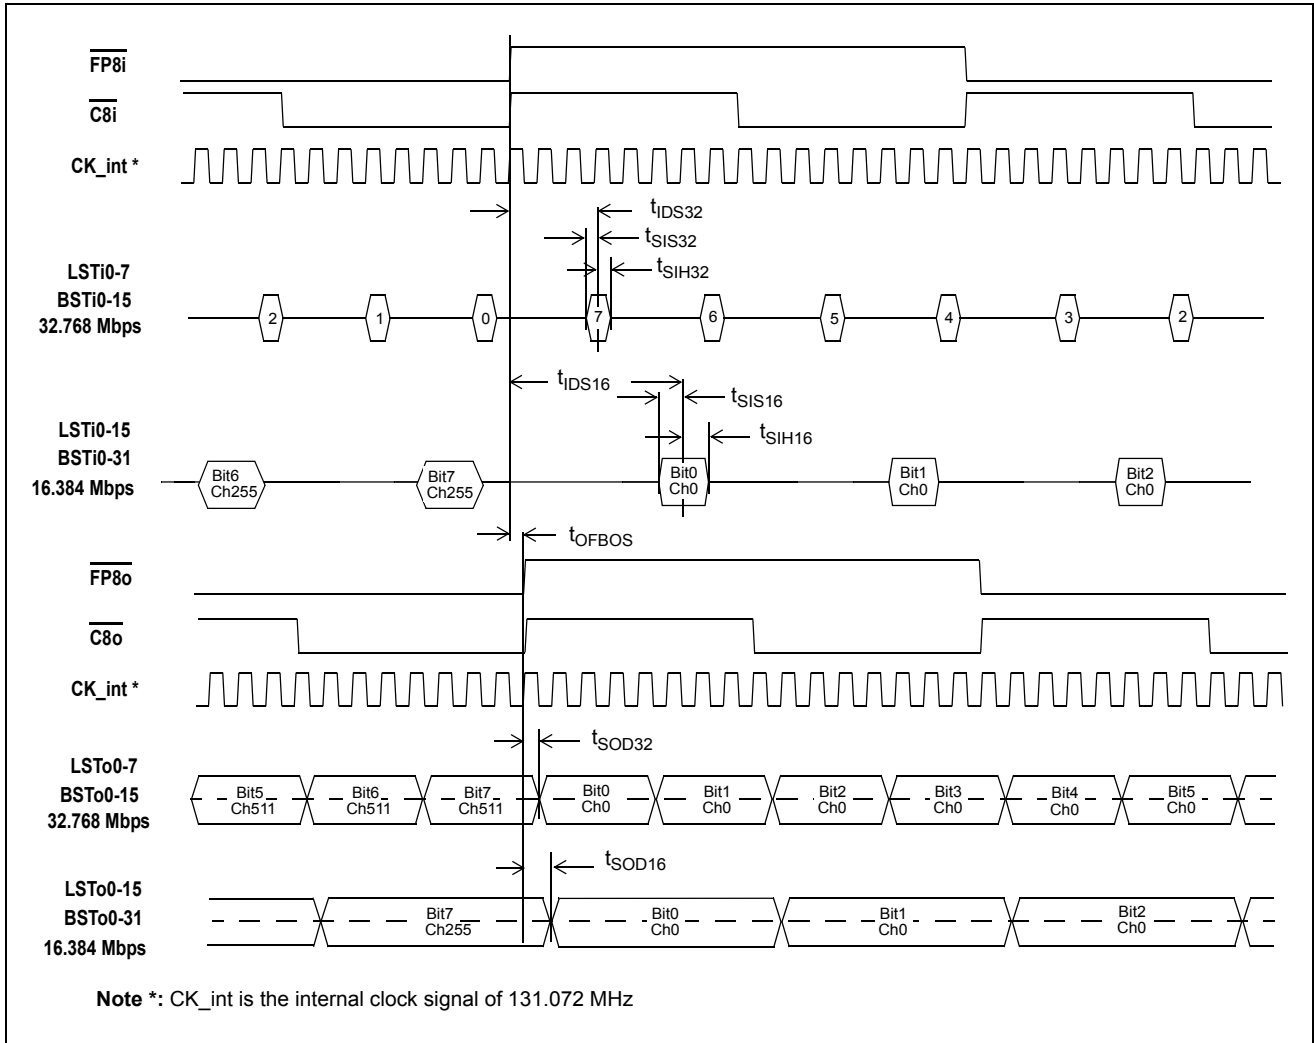 FP8i
C8i
CK_int *
tIDS32
tSIS32
tSIH32
LSTi0-7
BSTi0-15
32.768 Mbps
2 1 0 7 6 5 4 3 2
tIDS16
tSIS16
tSIH16
LSTi0-15
BSTi0-31
16.384 Mbps
Bit6 Bit7 Bit0 Bit1 Bit2
Ch255 Ch255 Ch0 Ch0 Ch0
tOFBOS
FP8o
C8o
CK_int *
tSOD32
LSTo0-7
BSTo0-15
32.768 Mbps
Bit5 Bit6 Bit7 Bit0 Bit1 Bit2 Bit3 Bit4 Bit5
Ch511 Ch511 Ch511 Ch0 Ch0 Ch0 Ch0 Ch0 Ch0
tSOD16
LSTo0-15
BSTo0-31
16.384 Mbps
Bit7 Bit0 Bit1 Bit2
Ch255 Ch0 Ch0 Ch0
Note *: CK_int is the internal clock signal of 131.072 MHz